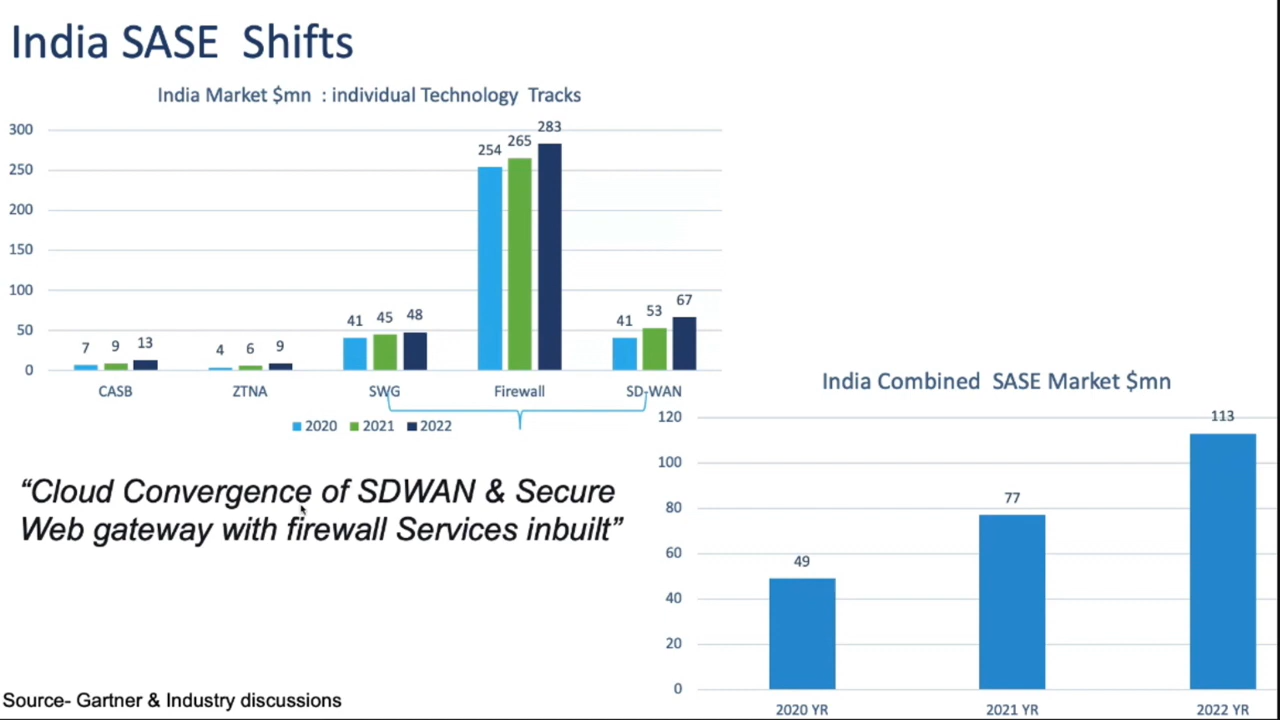 India SASE Shifts
India Market $mn : individual Technology Tracks
300
250
200
150
100
50
0
7 9 13
4 6 9
41 45 48
254 265 283
41 53 67
CASB ZTNA SWG Firewall SD-WAN
2020 2021 2022
“Cloud Convergence of SDWAN & Secure
Web gateway with firewall Services inbuilt”
India Combined SASE Market $mn
120
100
80
60
40
20
0
49 77 113
2020 YR 2021 YR 2022 YR
Source- Gartner & Industry discussions